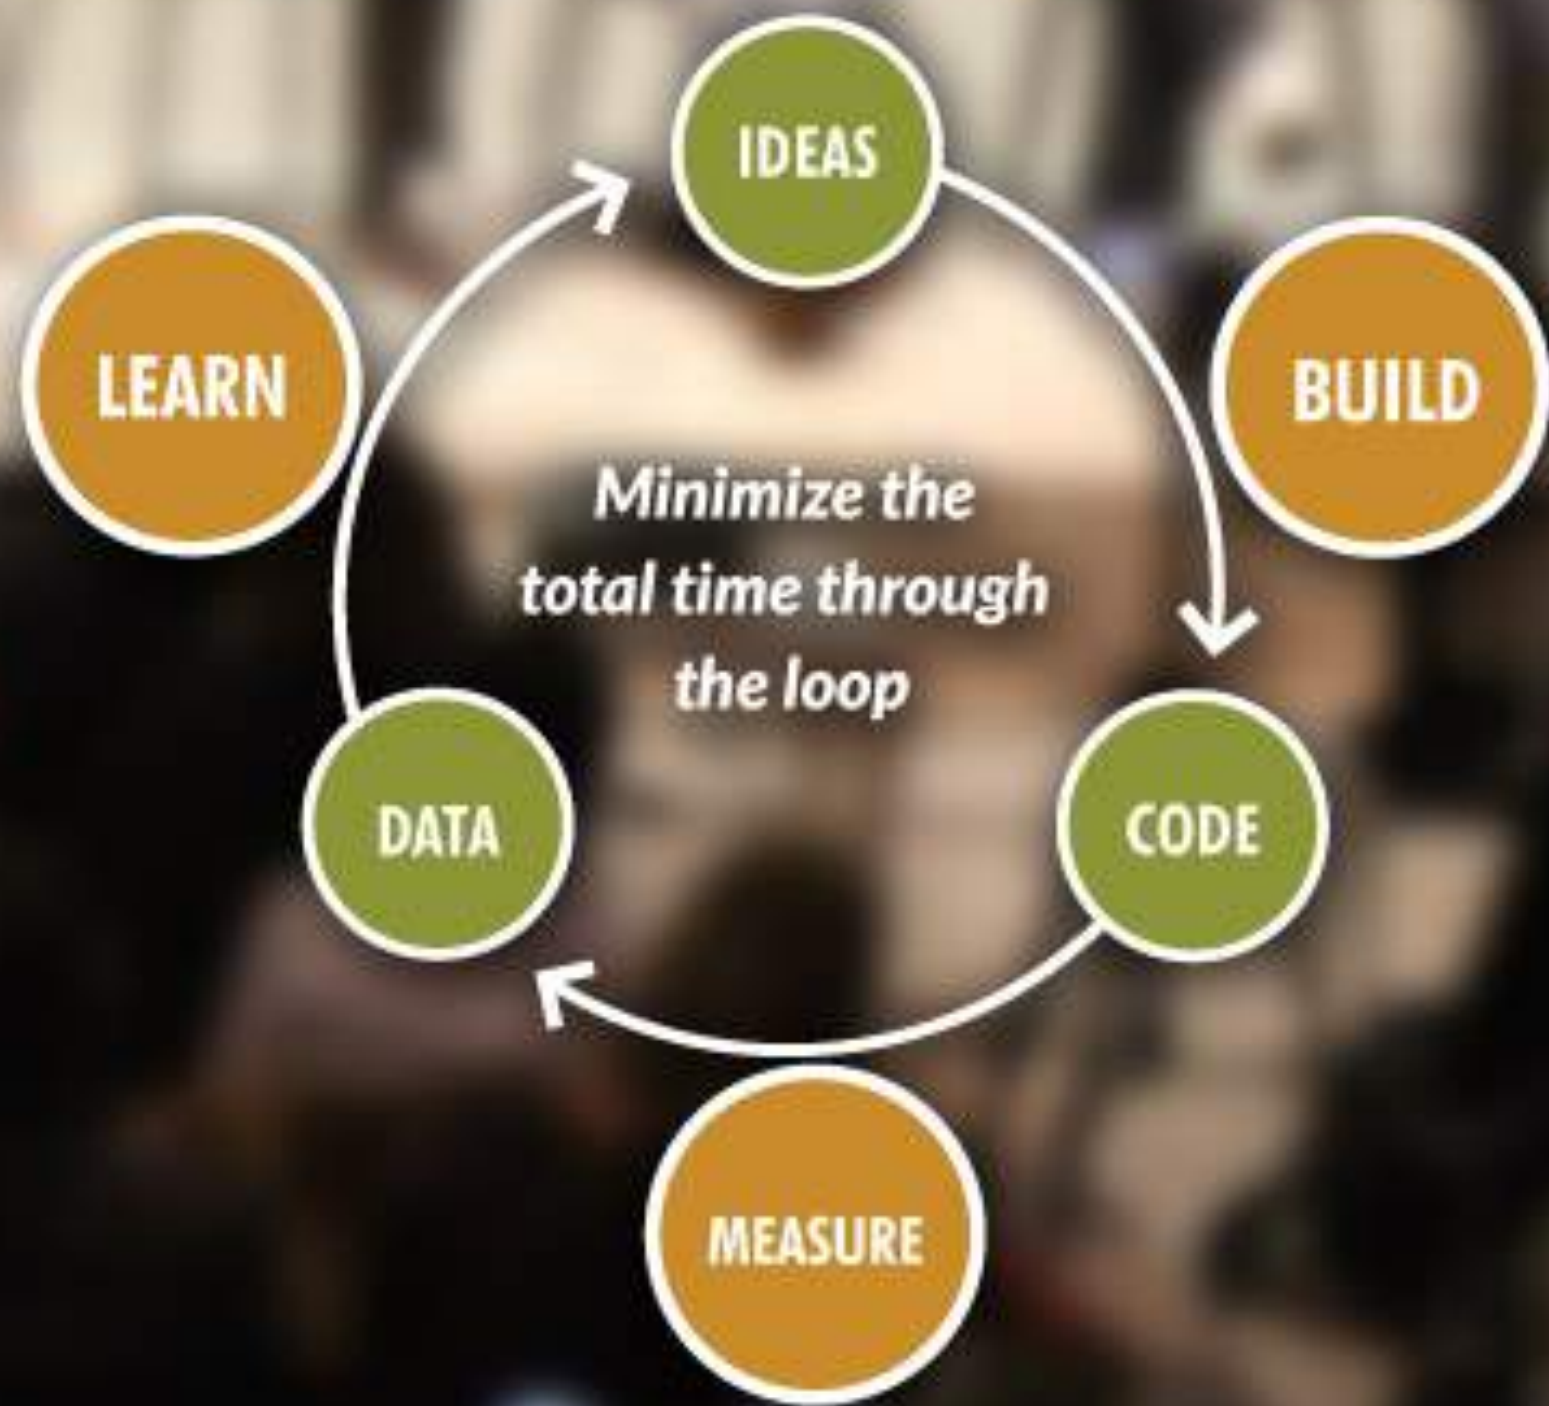 IDEAS
LEARN
BUILD
Minimize the
total time through
the loop
DATA
CODE
MEASURE